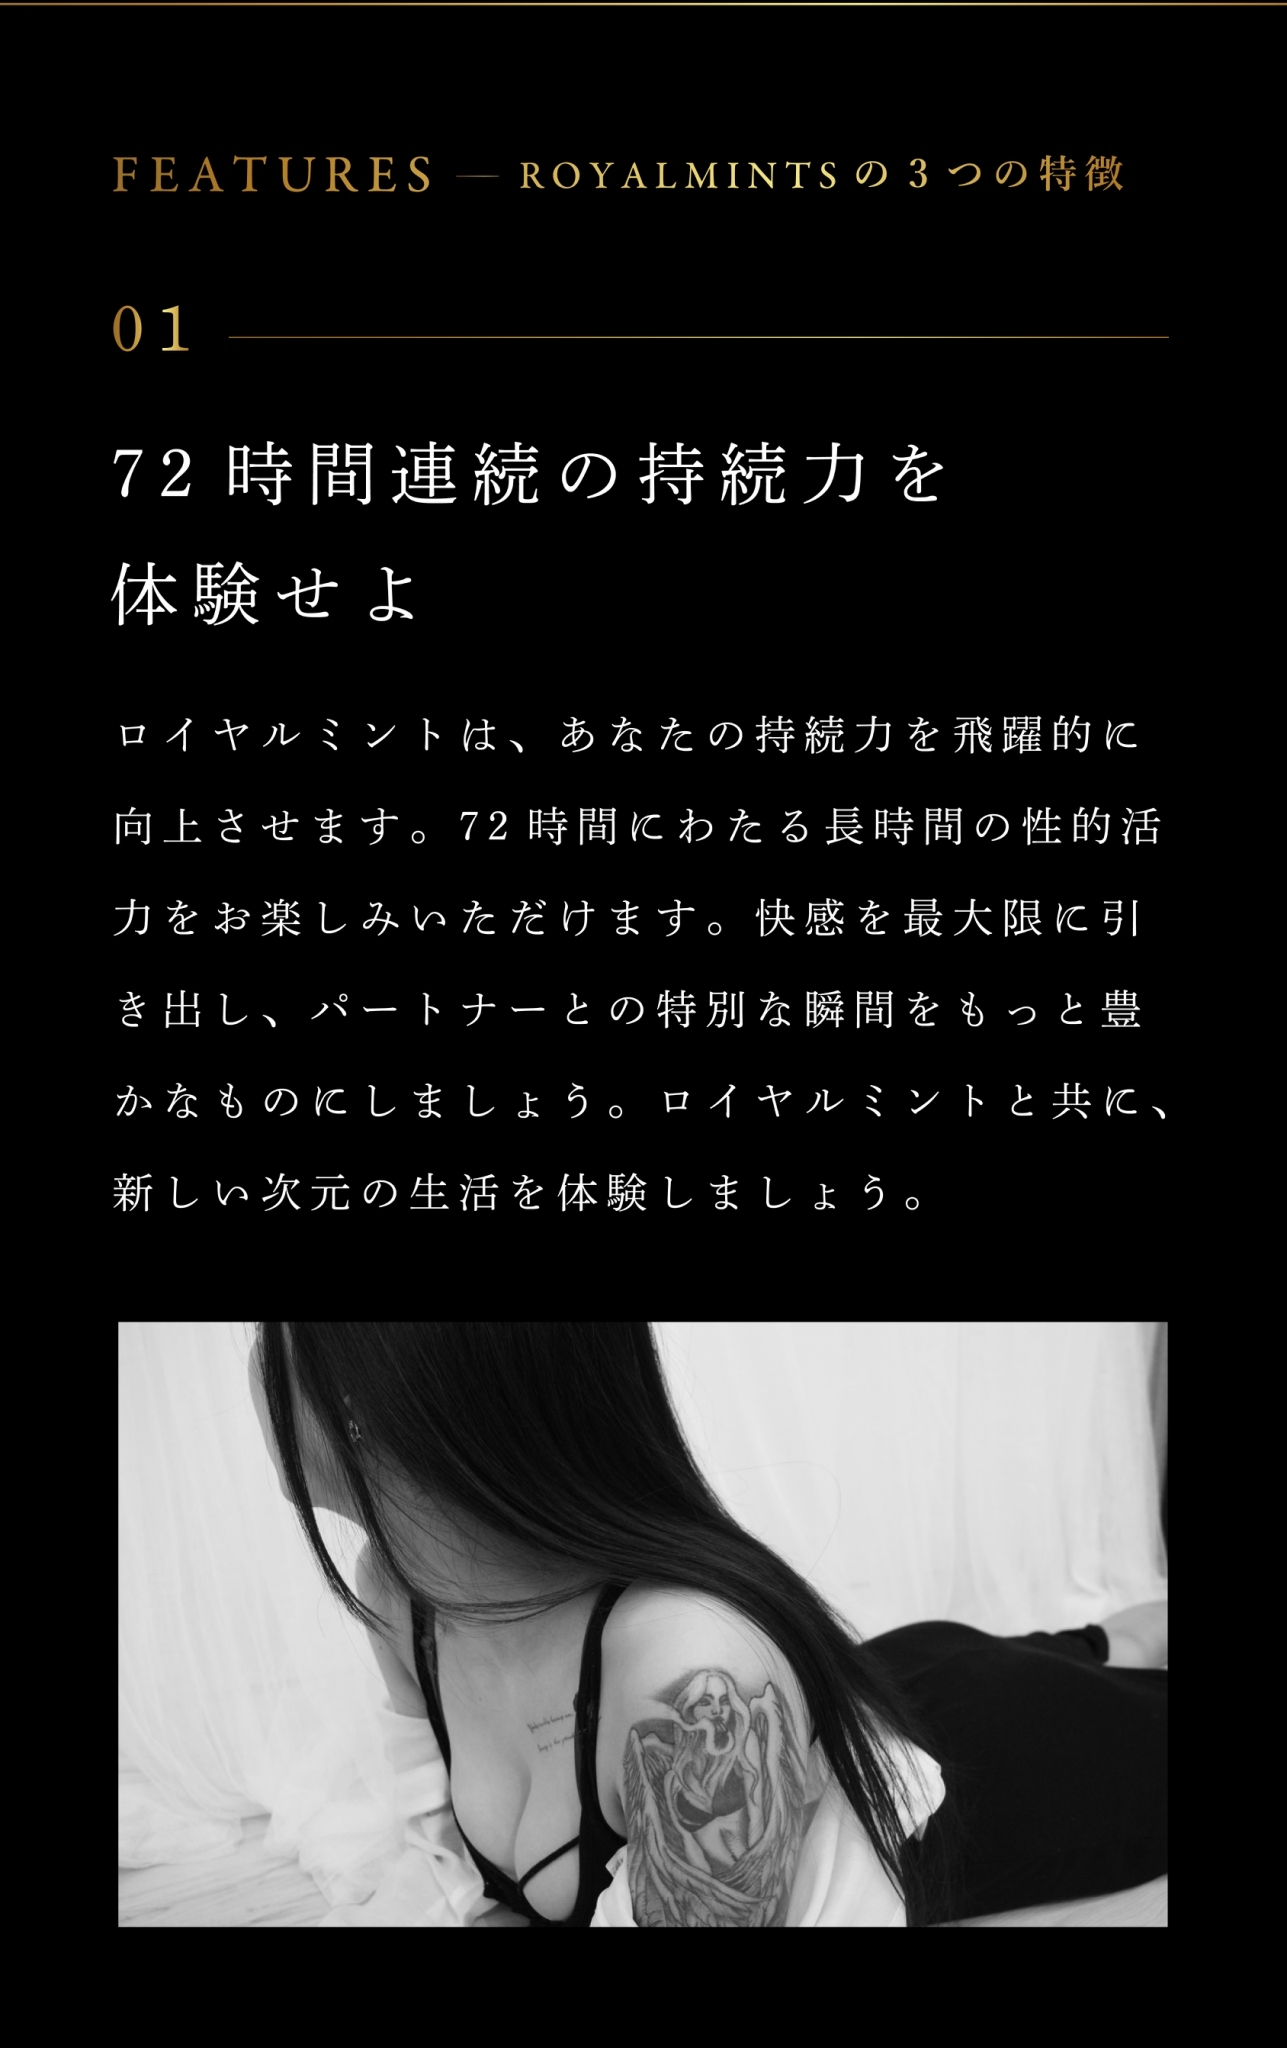 FEATURES — ROYALMINTSの3つの特徴
01
72時間連続の持続力を
体験せよ
ロイヤルミントは、あなたの持続力を飛躍的に
向上させます。72時間にわたる長時間の性的活
力をお楽しみいただけます。快感を最大限に引
き出し、パートナーとの特別な瞬間をもっと豊
かなものにしましょう。ロイヤルミントと共に、
新しい次元の生活を体験しましょう。